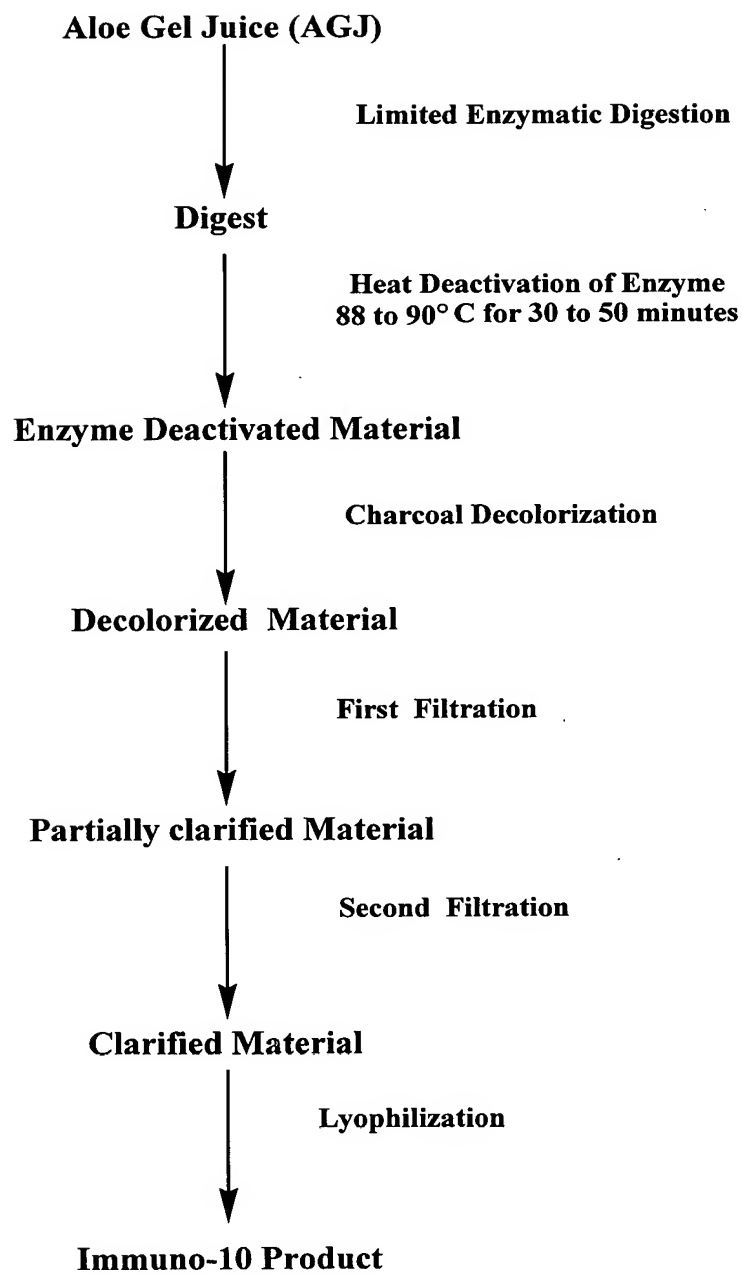 Aloe Gel Juice (AGJ)
Limited Enzymatic Digestion
Digest
Heat Deactivation of Enzyme
88 to 90° C for 30 to 50 minutes
Enzyme Deactivated Material
Charcoal Decolorization
Decolorized Material
First Filtration
Partially clarified Material
Second Filtration
Clarified Material
Lyophilization
Immuno-10 Product